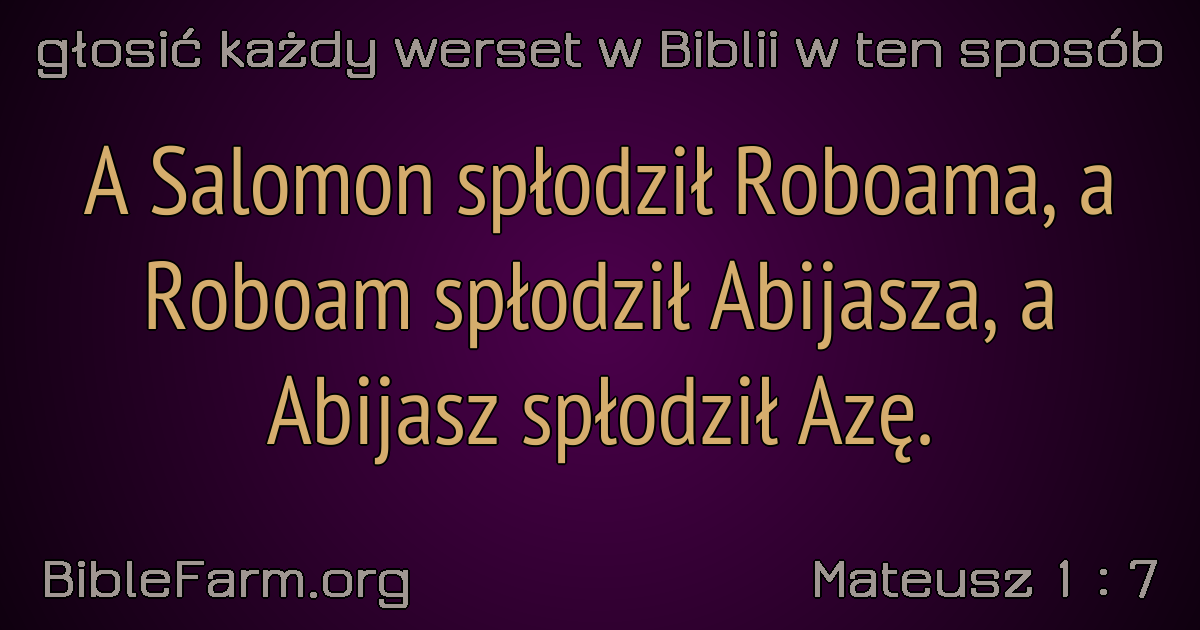 głosić każdy werset w Biblii w ten sposób
A Salomon spłodził Roboama, a
Roboam spłodził Abijasza, a
Abijasz spłodził Azę.
BibleFarm.org
Mateusz 1 : 7